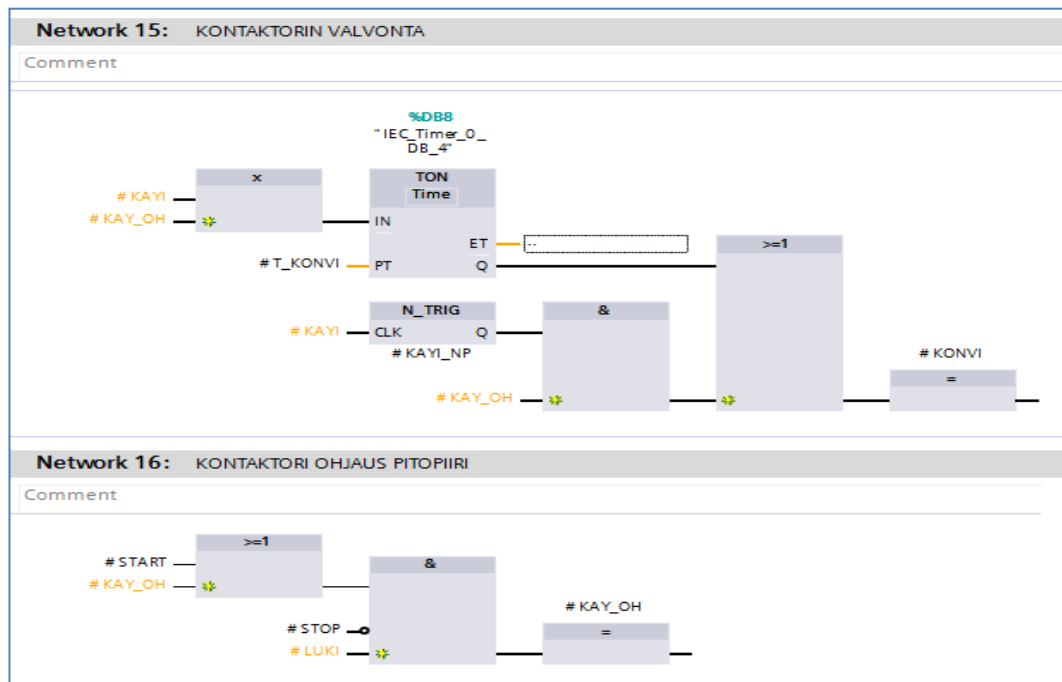 Network 15: KONTAKTORIN VALVONTA
Comment
%DB8
"IEC_Timer_0_
DB_4"
x
TON
Time
#KAYI
#KAY_OH
IN
ET
--
>=1
#T_KONVI
PT
Q
N_TRIG
&
#KAYI
CLK
Q
#KAYI_NP
#KONVI
=
#KAY_OH
Network 16: KONTAKTORI OHJAUS PITOPIIRI
Comment
>=1
#START
&
#KAY_OH
#KAY_OH
#STOP
=
#LUKI